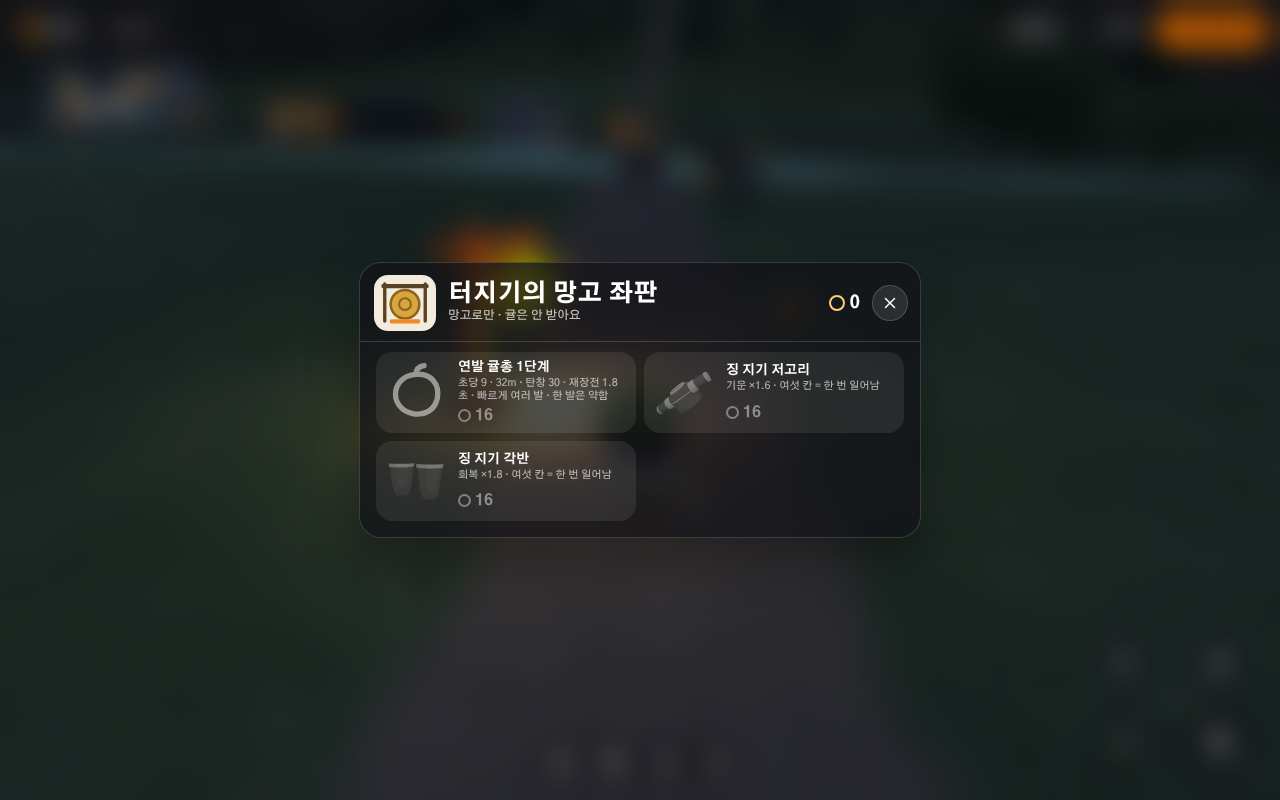 터지기의 망고 좌판
망고로만 · 귤은 안 받아요
0
연발 귤총 1단계
초당 9 · 32m · 탄창 30 · 재장전 1.8
초 · 빠르게 여러 발 · 한 발은 약함
16
징 지기 저고리
기운 ×1.6 · 여섯 칸 = 한 번 일어남
16
징 지기 각반
회복 ×1.8 · 여섯 칸 = 한 번 일어남
16